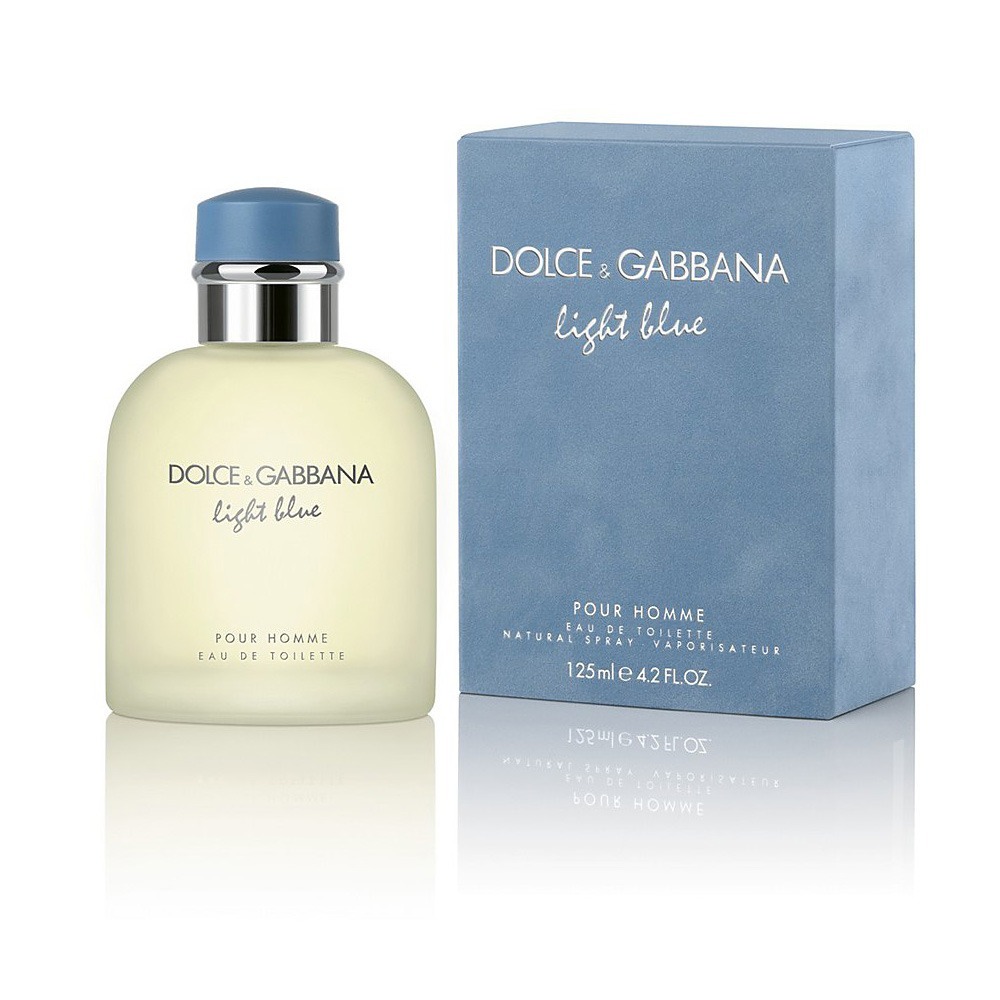 DOLCE & GABBANA
light blue
POUR HOMME
EAU DE TOILETTE
DOLCE & GABBANA
light blue
POUR HOMME
EAU DE TOILETTE
NATURAL SPRAY · VAPORISATEUR
125ml e 4.2 FL.OZ.